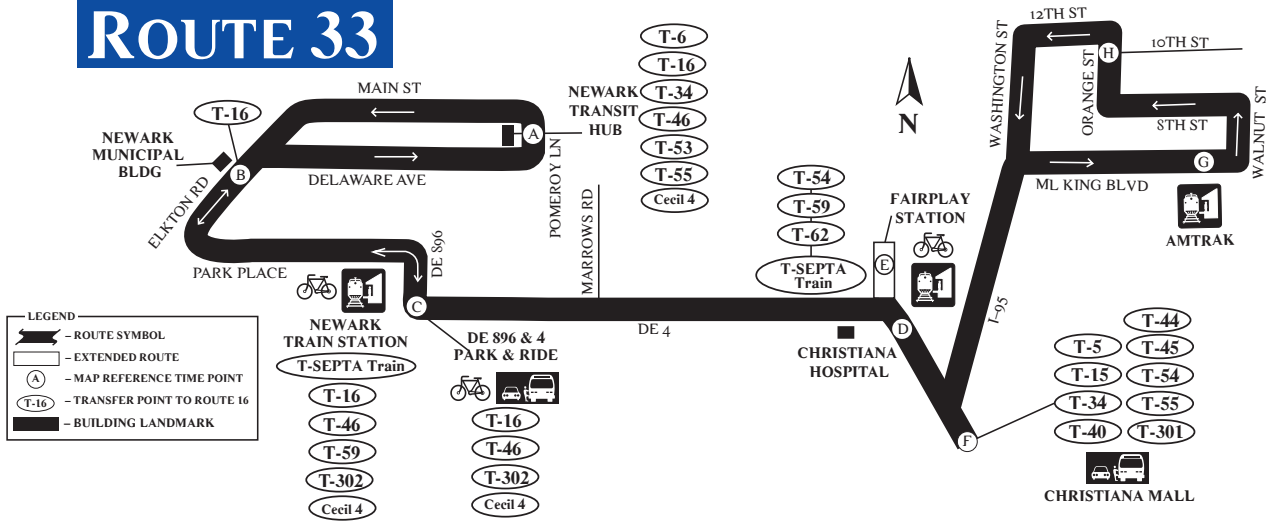 ROUTE 33
MAIN ST
T-16
NEWARK
MUNICIPAL
BLDG
B
ELKTON RD
DELAWARE AVE
PARK PLACE
DE 896
POMEROY LN
A
NEWARK
TRANSIT
HUB
T-6
T-16
T-34
T-46
T-53
T-55
Cecil 4
N
MARROWS RD
C
DE 4
NEWARK
TRAIN STATION
T-SEPTA Train
T-16
T-46
T-59
T-302
Cecil 4
DE 896 & 4
PARK & RIDE
T-16
T-46
T-302
Cecil 4
T-54
T-59
T-62
T-SEPTA
Train
FAIRPLAY
STATION
E
D
CHRISTIANA
HOSPITAL
I-95
F
T-44
T-5
T-45
T-15
T-54
T-34
T-55
T-40
T-301
CHRISTIANA MALL
12TH ST
WASHINGTON ST
H
10TH ST
ORANGE ST
8TH ST
WALNUT ST
G
ML KING BLVD
AMTRAK
LEGEND
– ROUTE SYMBOL
– EXTENDED ROUTE
A – MAP REFERENCE TIME POINT
T-16 – TRANSFER POINT TO ROUTE 16
– BUILDING LANDMARK